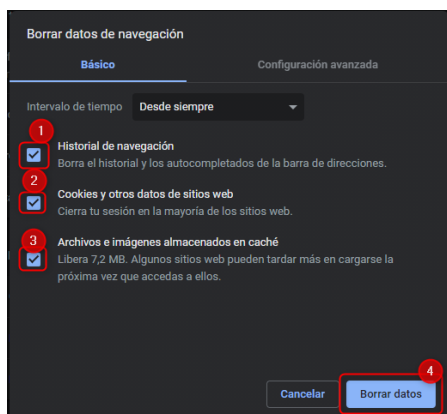 Borrar datos de navegación
Básico
Configuración avanzada
Intervalo de tiempo Desde siempre
1
Historial de navegación
Borra el historial y los autocompletados de la barra de direcciones.
2
Cookies y otros datos de sitios web
Cierra tu sesión en la mayoría de los sitios web.
3
Archivos e imágenes almacenados en caché
Libera 7,2 MB. Algunos sitios web pueden tardar más en cargarse la
próxima vez que accedas a ellos.
4
Cancelar
Borrar datos